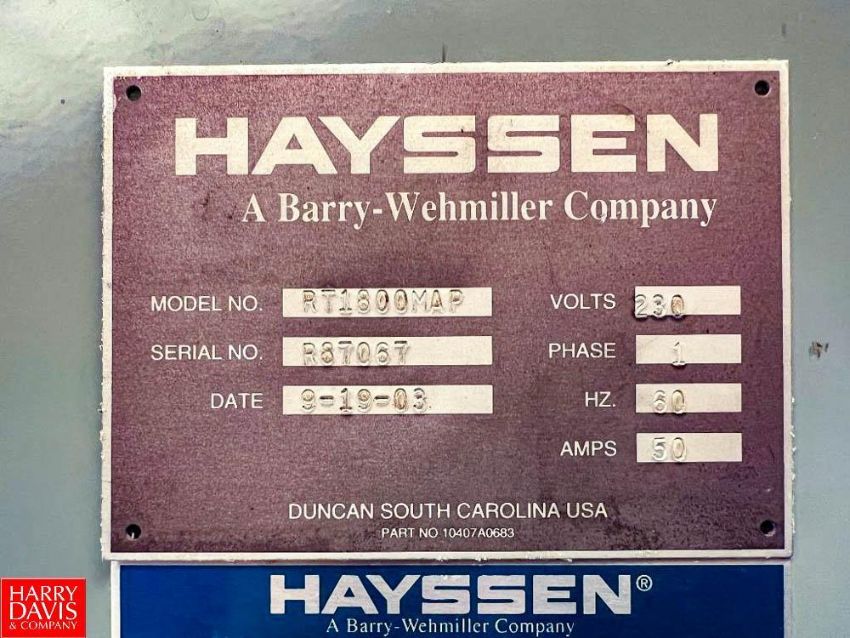 HAYSSEN
A Barry-Wehmiller Company
MODEL NO. RT1800MAP
SERIAL NO. R87067
DATE 9-19-03
VOLTS 230
PHASE 1
HZ. 60
AMPS 50
DUNCAN SOUTH CAROLINA USA
PART NO 10407A0683
HAYSSEN®
A Barry-Wehmiller Company
HARRY
DAVIS
& COMPANY